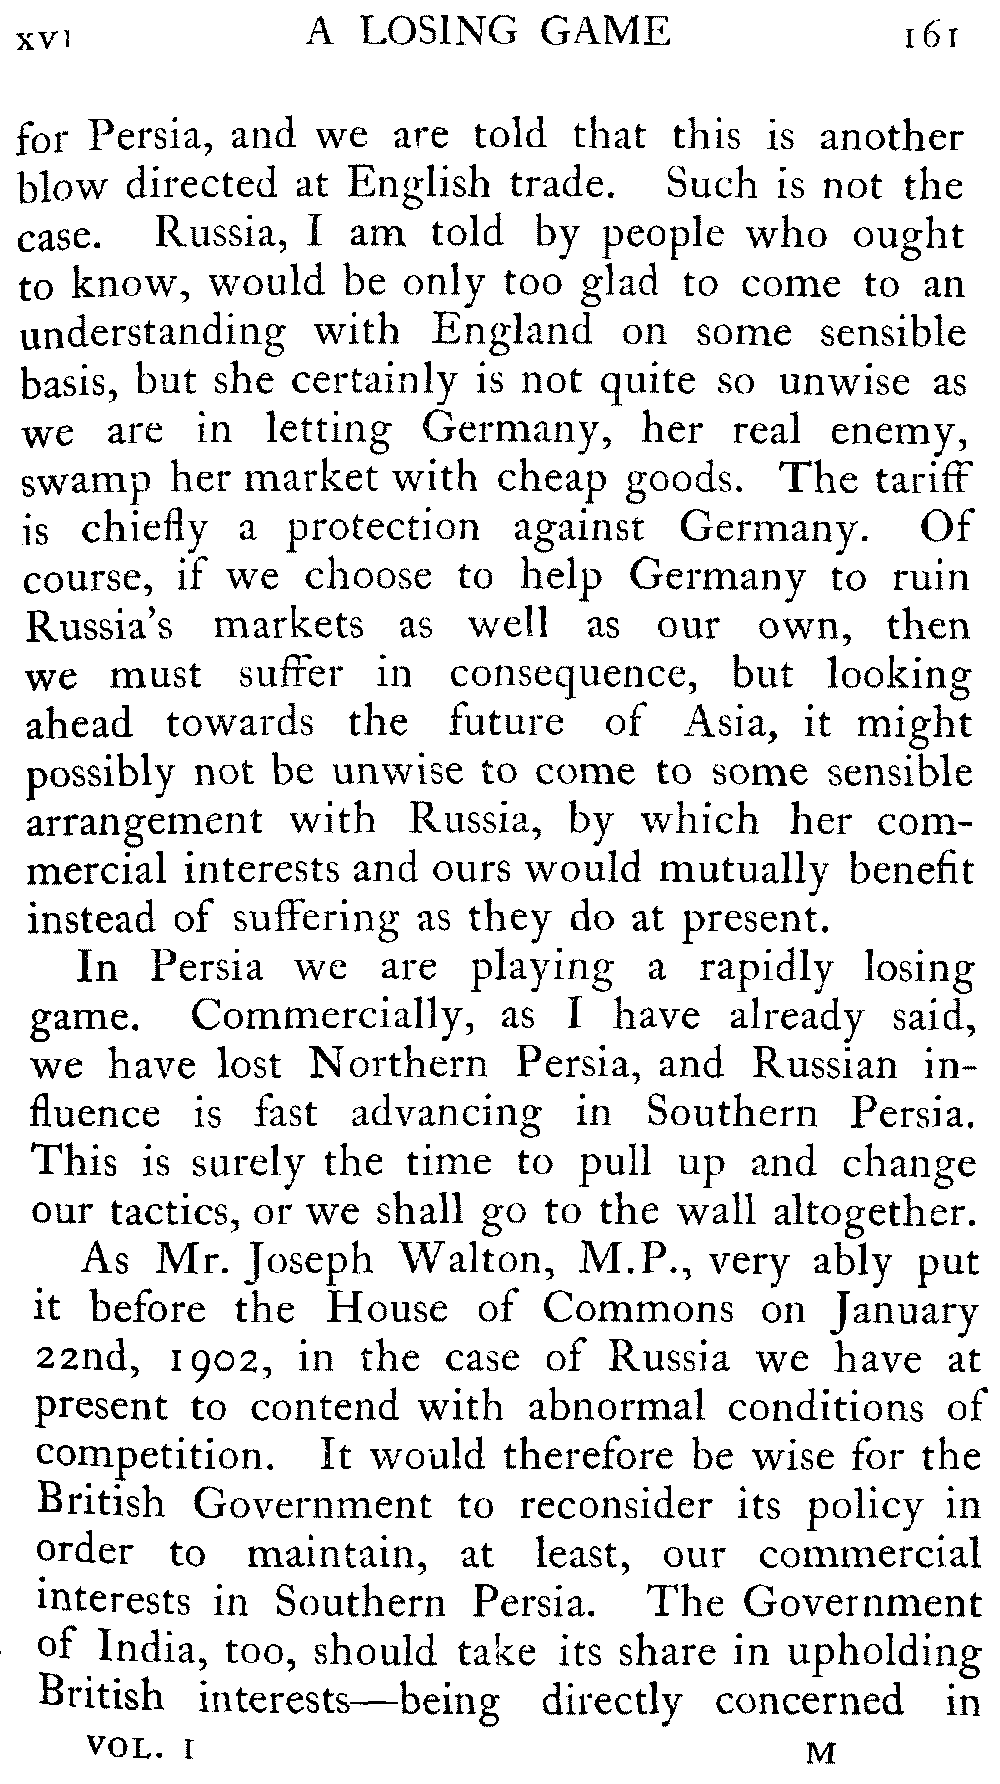 xvi A LOSING GAME 161
for Persia, and we are told that this is another
blow directed at English trade. Such is not the
case. Russia, I am told by people who ought
to know, would be only too glad to come to an
understanding with England on some sensible
basis, but she certainly is not quite so unwise as
we are in letting Germany, her real enemy,
swamp her market with cheap goods. The tariff
is chiefly a protection against Germany. Of
course, if we choose to help Germany to ruin
Russia's markets as well as our own, then
we must suffer in consequence, but looking
ahead towards the future of Asia, it might
possibly not be unwise to come to some sensible
arrangement with Russia, by which her com-
mercial interests and ours would mutually benefit
instead of suffering as they do at present.
In Persia we are playing a rapidly losing
game. Commercially, as I have already said,
we have lost Northern Persia, and Russian in-
fluence is fast advancing in Southern Persia.
This is surely the time to pull up and change
our tactics, or we shall go to the wall altogether.
As Mr. Joseph Walton, M.P., very ably put
it before the House of Commons on January
22nd, 1902, in the case of Russia we have at
present to contend with abnormal conditions of
competition. It would therefore be wise for the
British Government to reconsider its policy in
order to maintain, at least, our commercial
interests in Southern Persia. The Government
of India, too, should take its share in upholding
British interests—being directly concerned in
VOL. I M